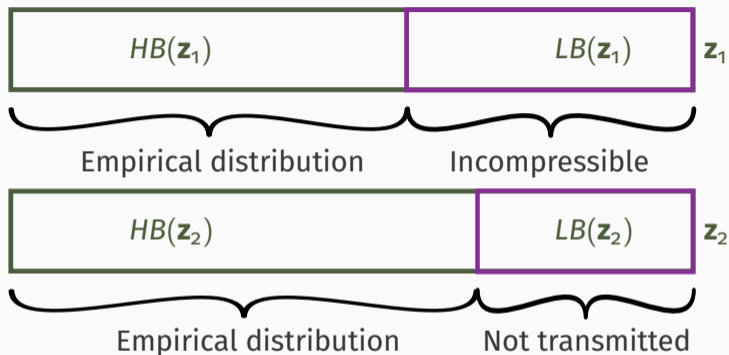 HB(z₁) LB(z₁) z₁
Empirical distribution Incompressible
HB(z₂) LB(z₂) z₂
Empirical distribution Not transmitted